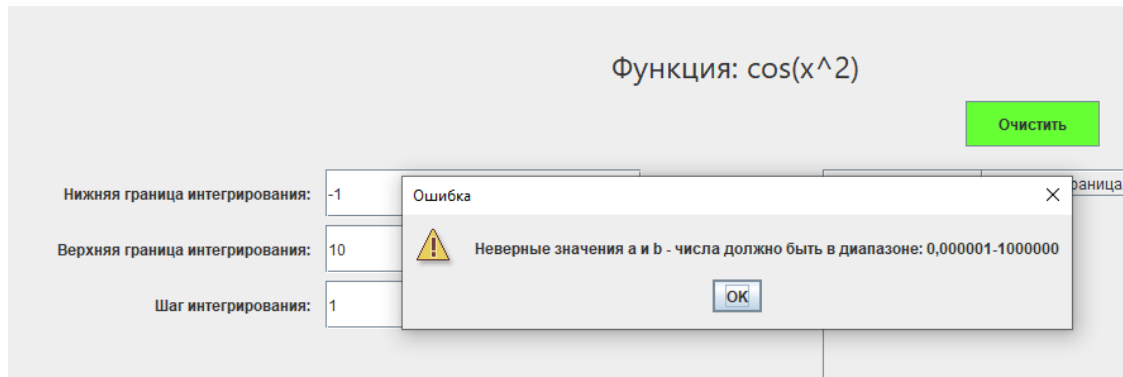 Функция: cos(x^2)
Очистить
Нижняя граница интегрирования: -1
Ошибка
Неверные значения a и b - числа должно быть в диапазоне: 0,000001-1000000
OK
Верхняя граница интегрирования: 10
Шаг интегрирования: 1